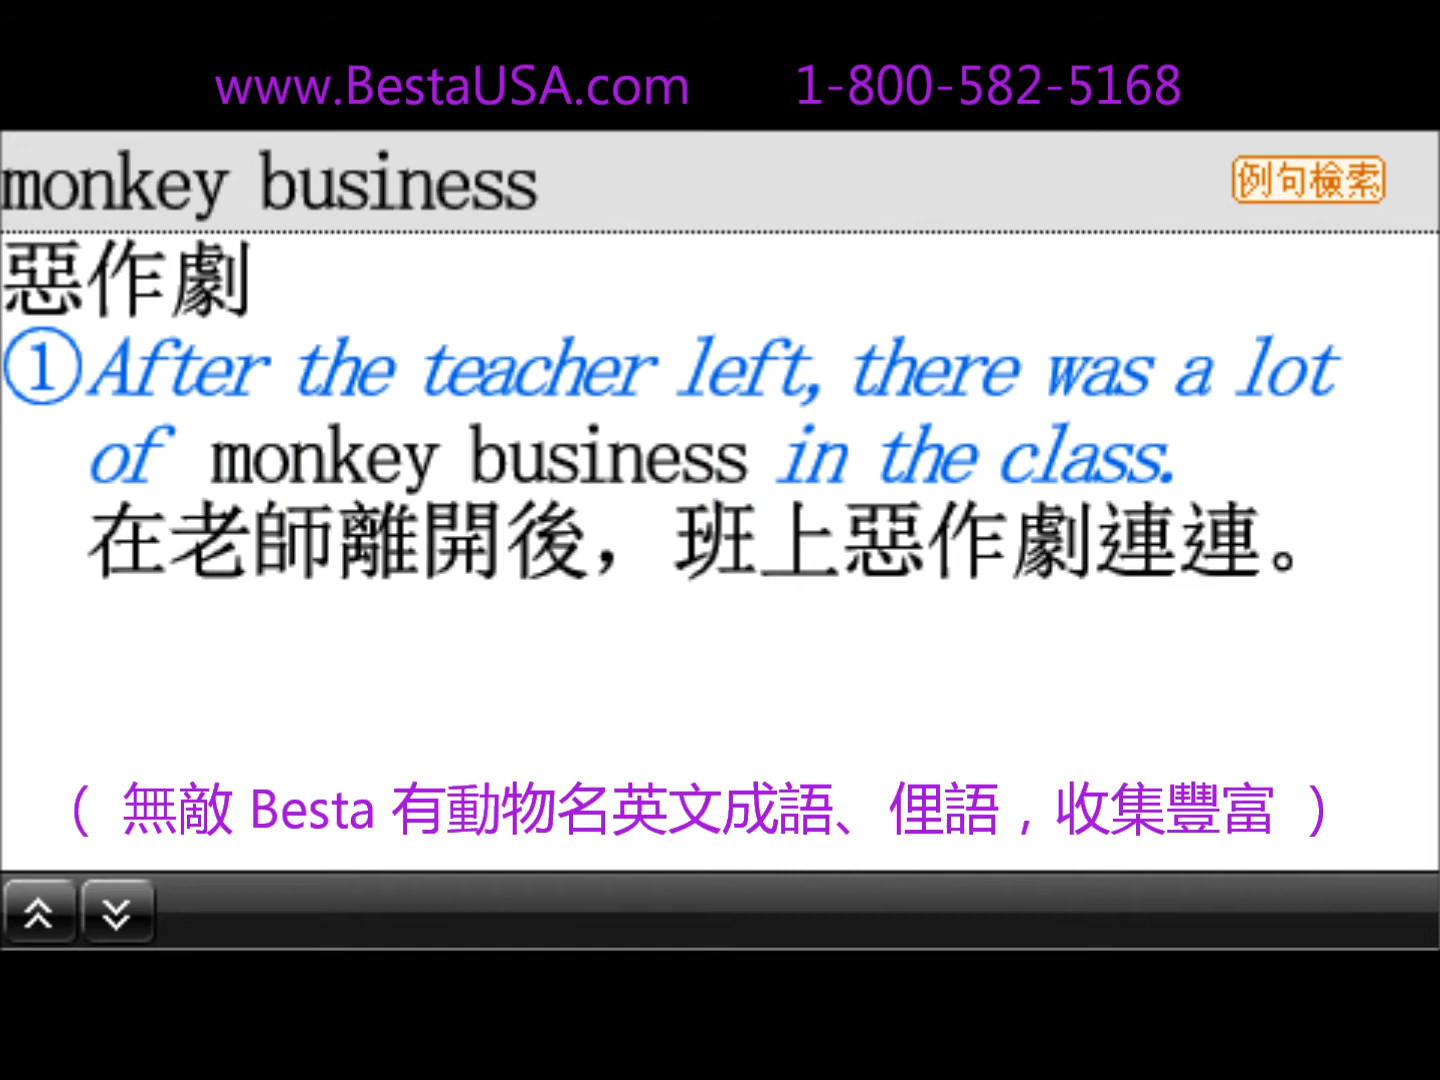 www.BestaUSA.com 1-800-582-5168
monkey business 例句檢索
惡作劇
①After the teacher left, there was a lot
of monkey business in the class.
在老師離開後，班上惡作劇連連。
（ 無敵 Besta 有動物名英文成語、俚語，收集豐富 ）